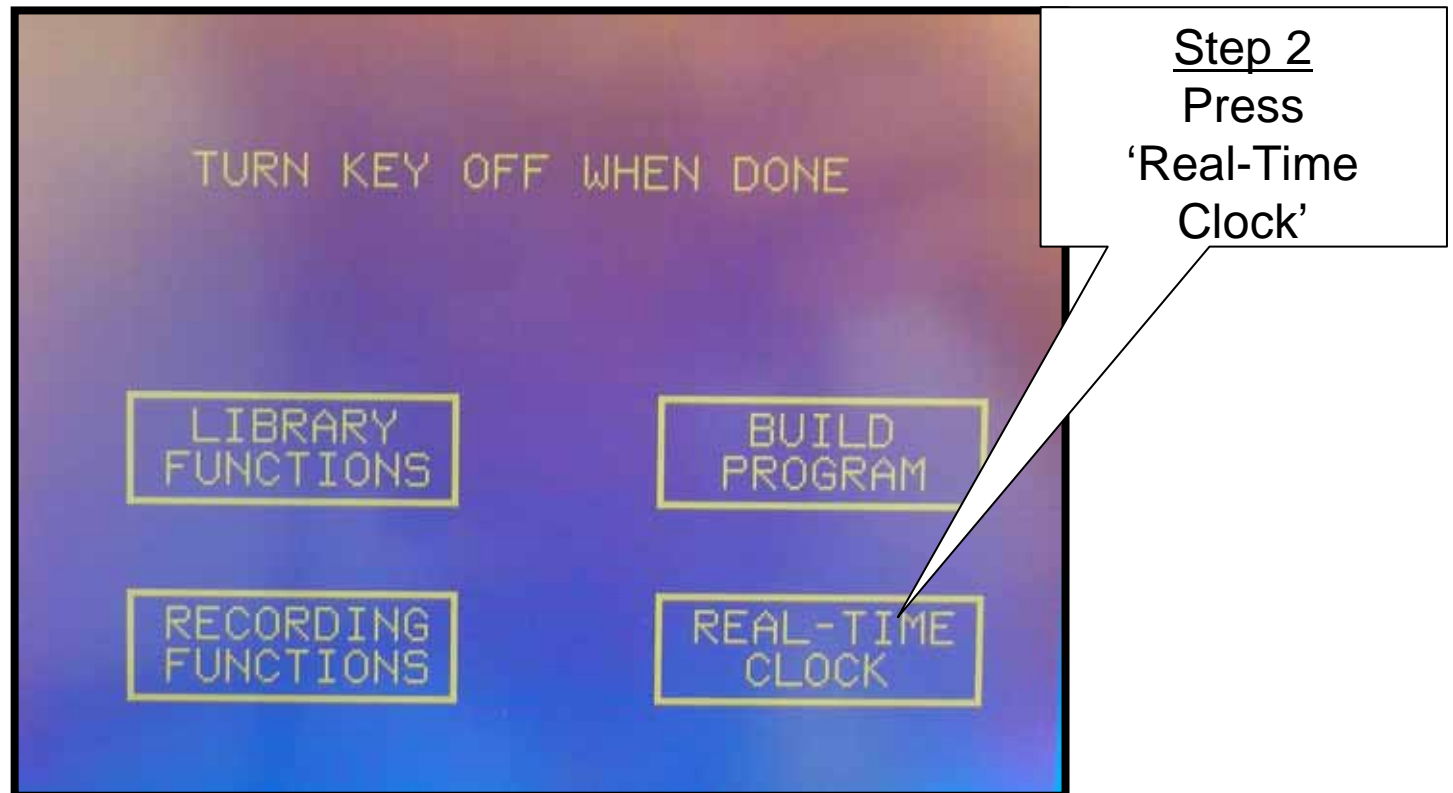 Step 2
Press
‘Real-Time
Clock’
TURN KEY OFF WHEN DONE
LIBRARY
FUNCTIONS
BUILD
PROGRAM
RECORDING
FUNCTIONS
REAL-TIME
CLOCK